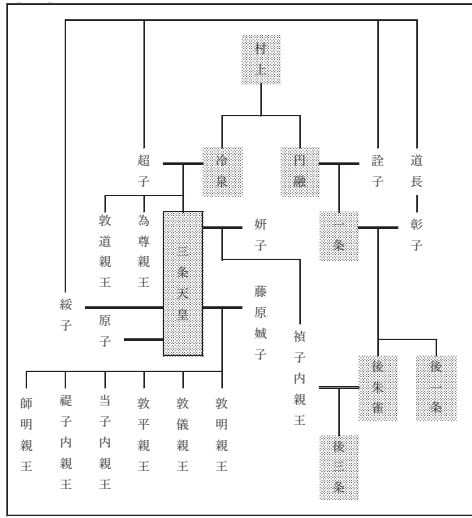 村上
超子
冷泉
円融
詮子
道長
敦道親王
為尊親王
三条天皇
妍子
一条
彰子
綏子
原子
藤原娍子
禎子内親王
後朱雀
後一条
師明親王
禔子内親王
当子内親王
敦平親王
敦儀親王
敦明親王
後三条